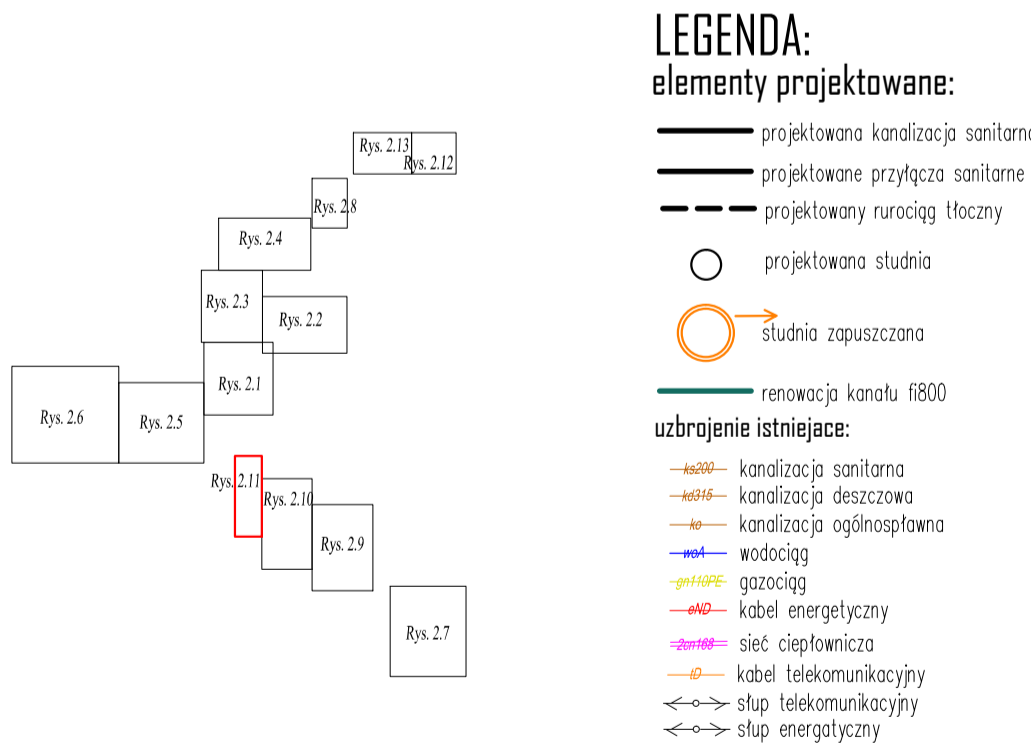 Rys. 2.13
Rys. 2.12
Rys. 2.8
Rys. 2.4
Rys. 2.3
Rys. 2.2
Rys. 2.1
Rys. 2.6
Rys. 2.5
Rys. 2.11
Rys. 2.10
Rys. 2.9
Rys. 2.7
LEGENDA:
elementy projektowane:
projektowana kanalizacja sanitarna
projektowane przyłącza sanitarne
projektowany rurociąg tłoczny
projektowana studnia
studnia zapuszczana
renowacja kanału fi800
uzbrojenie istniejace:
ks200 kanalizacja sanitarna
kd315 kanalizacja deszczowa
ko kanalizacja ogólnospławna
woA wodociąg
gn110PE gazociąg
eND kabel energetyczny
2cn168 sieć ciepłownicza
tD kabel telekomunikacyjny
słup telekomunikacyjny
słup energatyczny